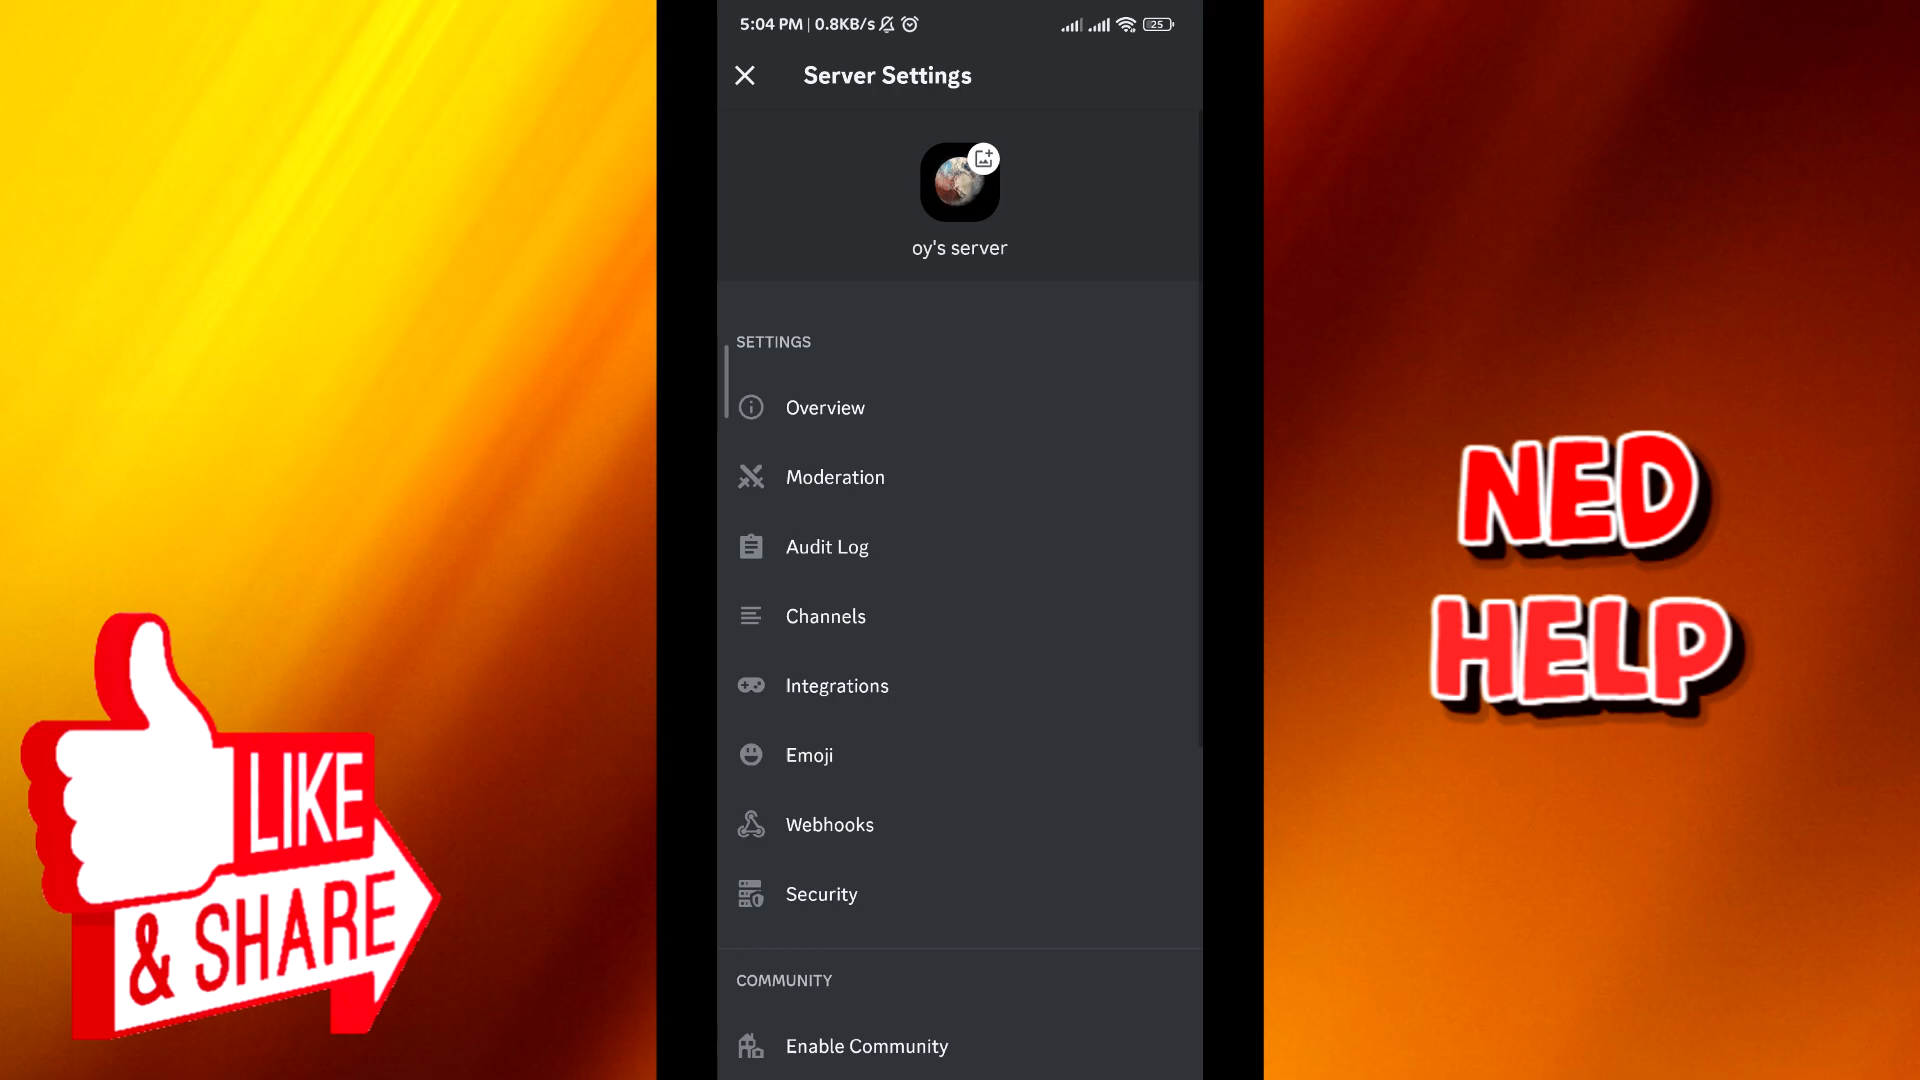 5:04 PM | 0.8KB/s
25
Server Settings
oy's server
SETTINGS
Overview
Moderation
Audit Log
Channels
Integrations
Emoji
Webhooks
Security
COMMUNITY
Enable Community
LIKE
& SHARE
NED
HELP